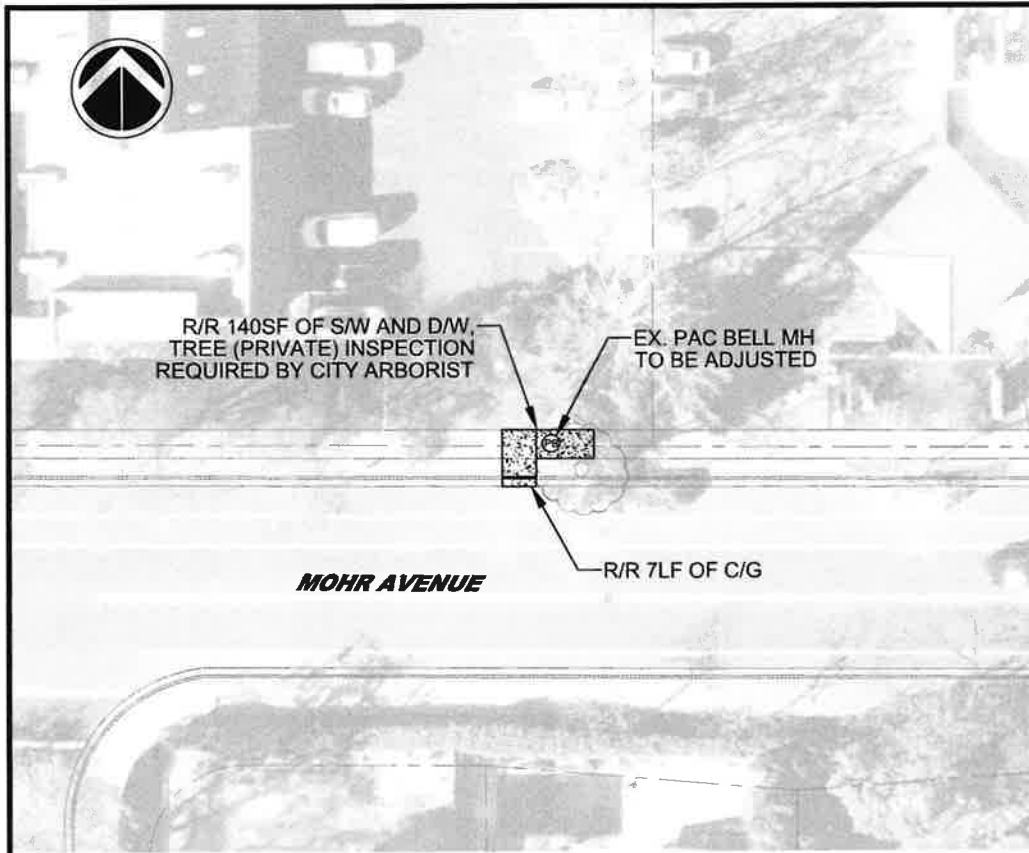 R/R 140SF OF S/W AND D/W,
TREE (PRIVATE) INSPECTION
REQUIRED BY CITY ARBORIST
EX. PAC BELL MH
TO BE ADJUSTED
PB
R/R 7LF OF C/G
MOHR AVENUE